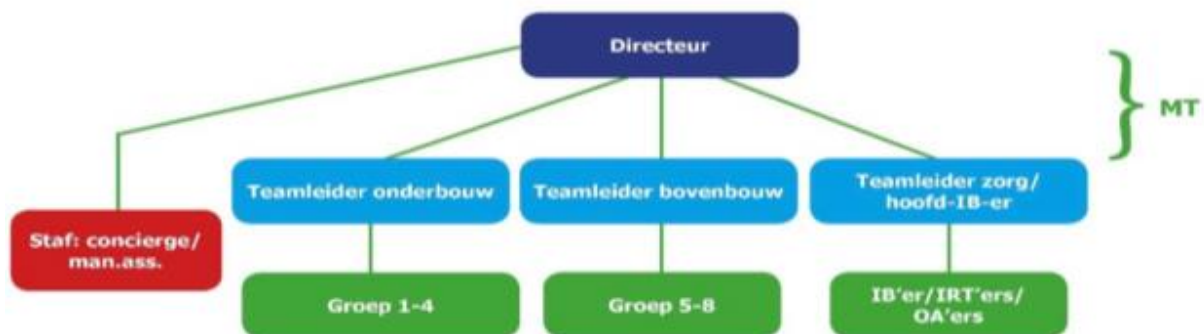 Directeur
MT
Teamleider onderbouw
Teamleider bovenbouw
Teamleider zorg/
hoofd-IB-er
Staf: concierge/
man.ass.
Groep 1-4
Groep 5-8
IB'er/IRT'ers/
OA'ers